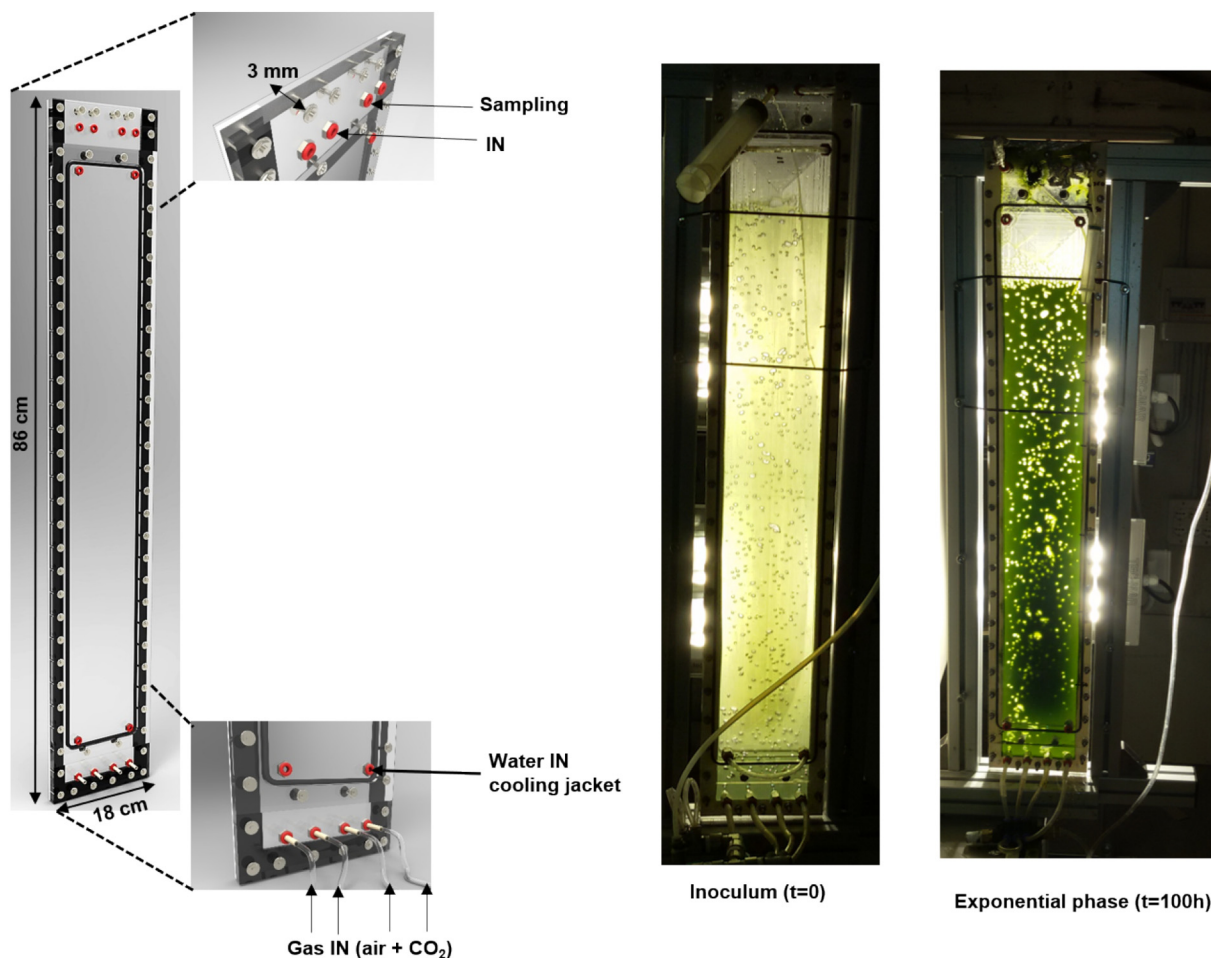 3 mm
Sampling
IN
86 cm
18 cm
Water IN
cooling jacket
Gas IN (air + CO₂)
Inoculum (t=0)
Exponential phase (t=100h)